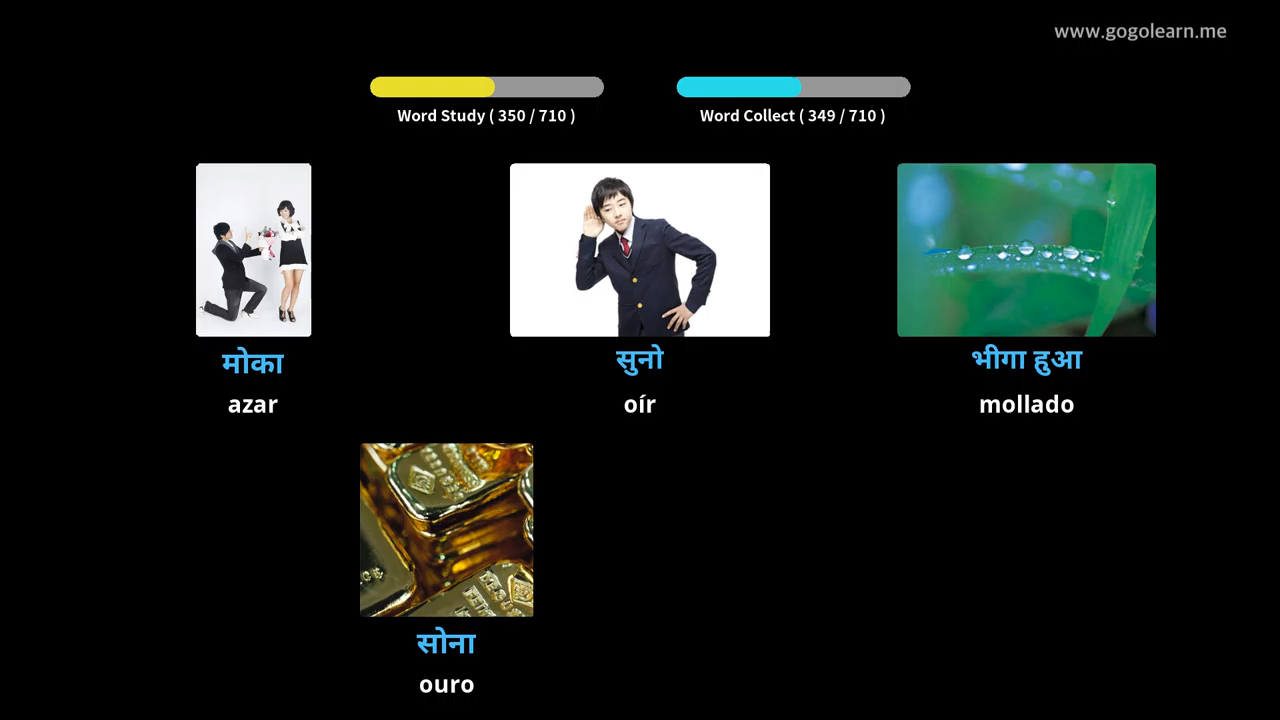 www.gogolearn.me
Word Study ( 350 / 710 )
Word Collect ( 349 / 710 )
मोका
azar
सुनो
oír
भीगा हुआ
mollado
सोना
ouro